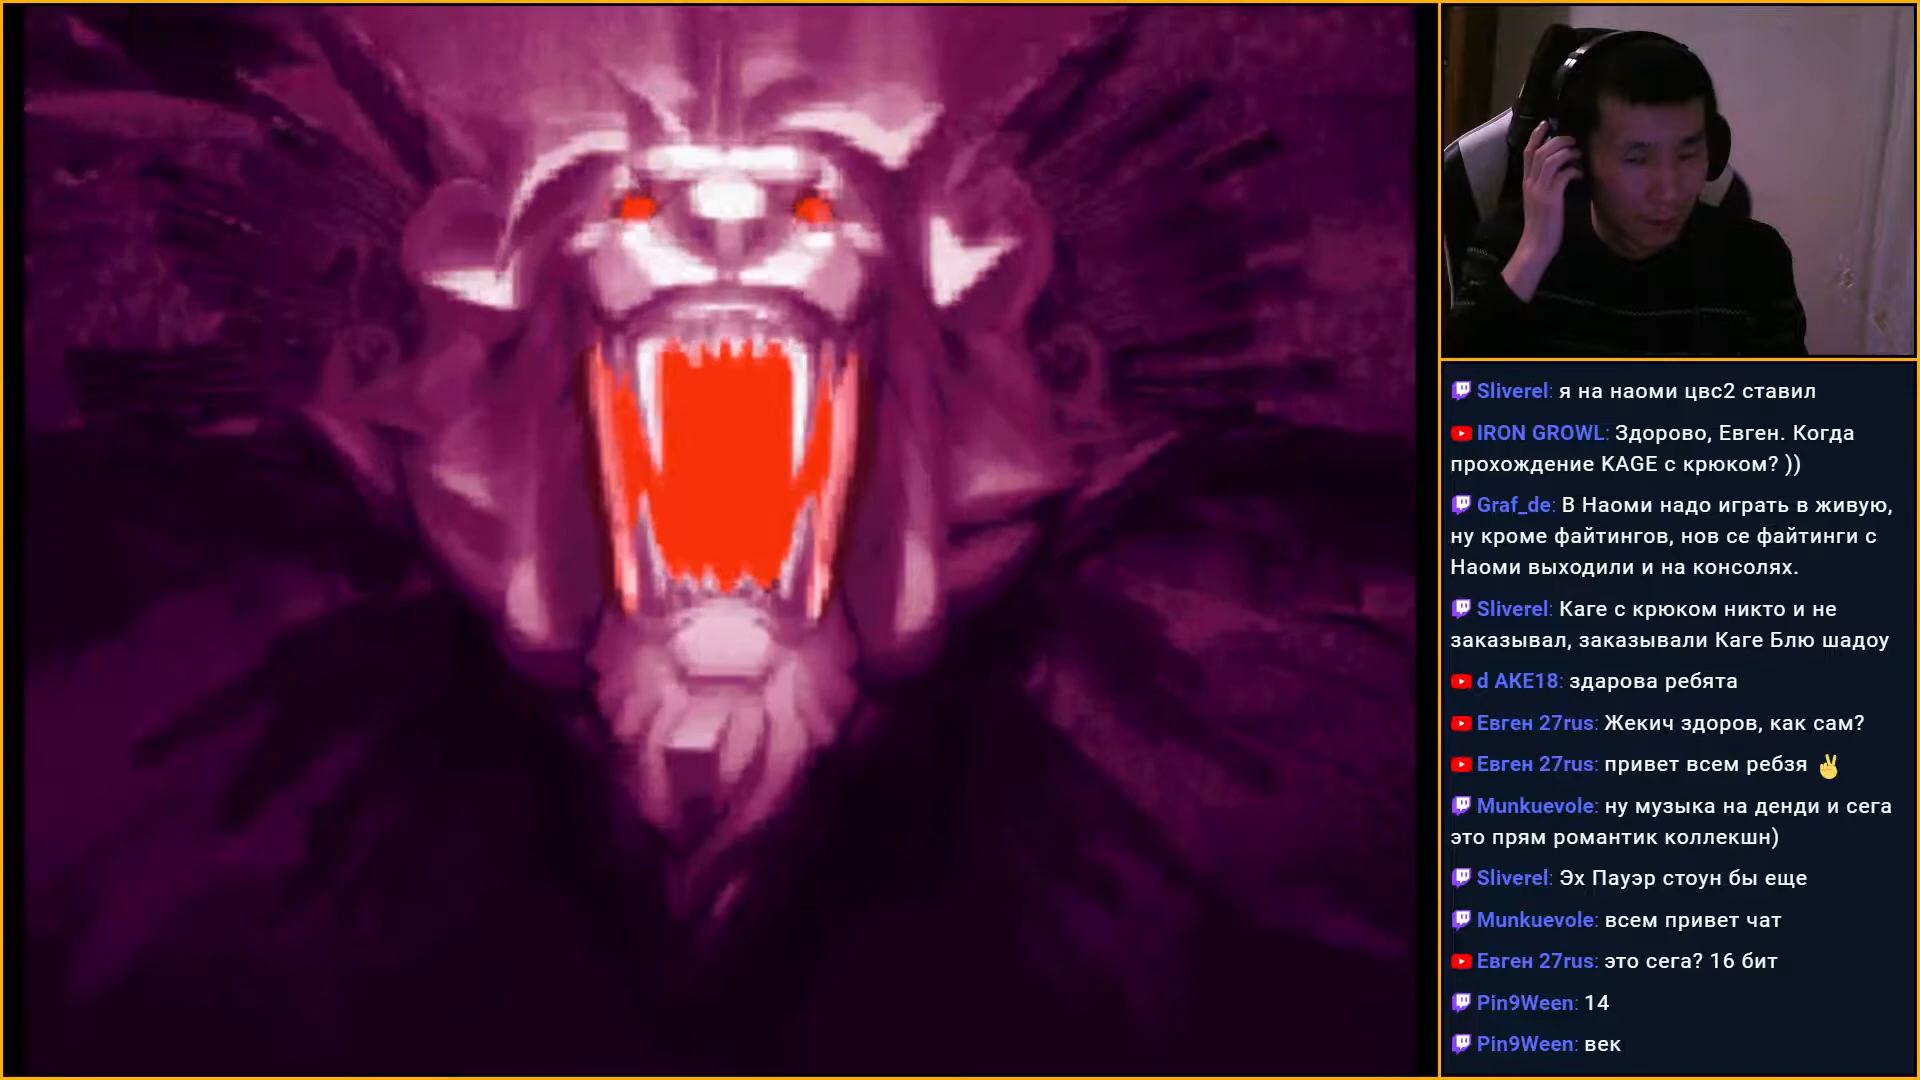 Sliverel: я на наоми цвс2 ставил
IRON GROWL: Здорово, Евген. Когда
прохождение KAGE с крюком? ))
Graf_de: В Наоми надо играть в живую,
ну кроме файтингов, нов се файтинги с
Наоми выходили и на консолях.
Sliverel: Каге с крюком никто и не
заказывал, заказывали Каге Блю шадоу
d AKE18: здарова ребята
Евген 27rus: Жекич здоров, как сам?
Евген 27rus: привет всем ребзя ✌
Munkuevole: ну музыка на денди и сега
это прям романтик коллекшн)
Sliverel: Эх Пауэр стоун бы еще
Munkuevole: всем привет чат
Евген 27rus: это сега? 16 бит
Pin9Ween: 14
Pin9Ween: век